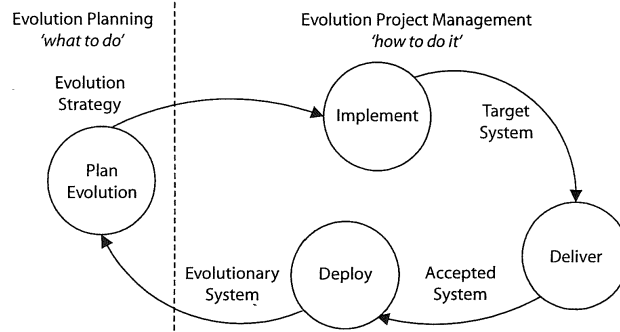 Evolution Planning
'what to do'
Evolution Project Management
'how to do it'
Evolution
Strategy
Plan
Evolution
Implement
Target
System
Deliver
Accepted
System
Deploy
Evolutionary
System